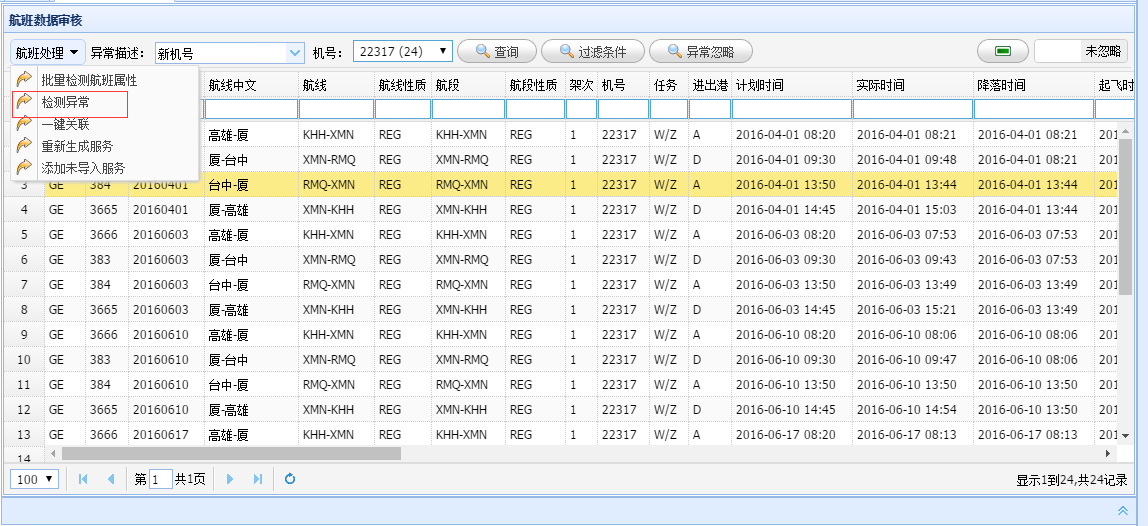 航班数据审核
航班处理 异常描述： 新机号 机号： 22317 (24) 查询 过滤条件 异常忽略 未忽略
批量检测航班属性
检测异常
一键关联
重新生成服务
添加未导入服务
航线中文 航线 航线性质 航段 航段性质 架次 机号 任务 进出港 计划时间 实际时间 降落时间 起飞时
高雄-厦 KHH-XMN REG KHH-XMN REG 1 22317 W/Z A 2016-04-01 08:20 2016-04-01 08:21 2016-04-01 08:21 201
厦-台中 XMN-RMQ REG XMN-RMQ REG 1 22317 W/Z D 2016-04-01 09:30 2016-04-01 09:48 2016-04-01 08:21 201
3 GE 384 20160401 台中-厦 RMQ-XMN REG RMQ-XMN REG 1 22317 W/Z A 2016-04-01 13:50 2016-04-01 13:44 2016-04-01 13:44 201
4 GE 3665 20160401 厦-高雄 XMN-KHH REG XMN-KHH REG 1 22317 W/Z D 2016-04-01 14:45 2016-04-01 15:03 2016-04-01 13:44 201
5 GE 3666 20160603 高雄-厦 KHH-XMN REG KHH-XMN REG 1 22317 W/Z A 2016-06-03 08:20 2016-06-03 07:53 2016-06-03 07:53 201
6 GE 383 20160603 厦-台中 XMN-RMQ REG XMN-RMQ REG 1 22317 W/Z D 2016-06-03 09:30 2016-06-03 09:43 2016-06-03 07:53 201
7 GE 384 20160603 台中-厦 RMQ-XMN REG RMQ-XMN REG 1 22317 W/Z A 2016-06-03 13:50 2016-06-03 13:49 2016-06-03 13:49 201
8 GE 3665 20160603 厦-高雄 XMN-KHH REG XMN-KHH REG 1 22317 W/Z D 2016-06-03 14:45 2016-06-03 15:21 2016-06-03 13:49 201
9 GE 3666 20160610 高雄-厦 KHH-XMN REG KHH-XMN REG 1 22317 W/Z A 2016-06-10 08:20 2016-06-10 08:06 2016-06-10 08:06 201
10 GE 383 20160610 厦-台中 XMN-RMQ REG XMN-RMQ REG 1 22317 W/Z D 2016-06-10 09:30 2016-06-10 09:47 2016-06-10 08:06 201
11 GE 384 20160610 台中-厦 RMQ-XMN REG RMQ-XMN REG 1 22317 W/Z A 2016-06-10 13:50 2016-06-10 13:50 2016-06-10 13:50 201
12 GE 3665 20160610 厦-高雄 XMN-KHH REG XMN-KHH REG 1 22317 W/Z D 2016-06-10 14:45 2016-06-10 14:54 2016-06-10 13:50 201
13 GE 3666 20160617 高雄-厦 KHH-XMN REG KHH-XMN REG 1 22317 W/Z A 2016-06-17 08:20 2016-06-17 08:13 2016-06-17 08:13 201
14
100 第 1 共1页 显示1到24,共24记录